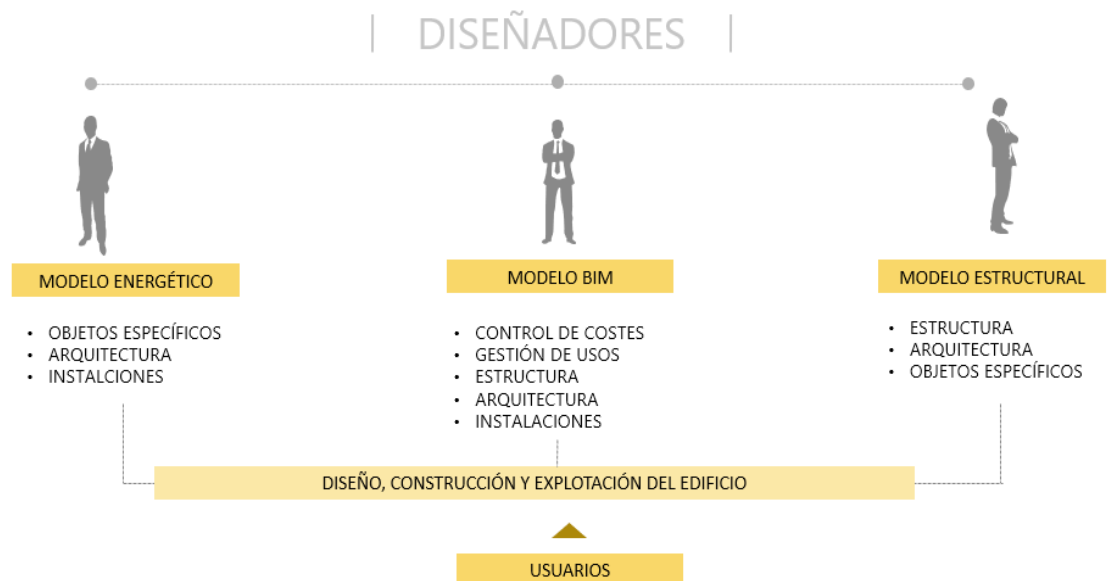 | DISEÑADORES |
MODELO ENERGÉTICO
• OBJETOS ESPECÍFICOS
• ARQUITECTURA
• INSTALCIONES
MODELO BIM
• CONTROL DE COSTES
• GESTIÓN DE USOS
• ESTRUCTURA
• ARQUITECTURA
• INSTALACIONES
MODELO ESTRUCTURAL
• ESTRUCTURA
• ARQUITECTURA
• OBJETOS ESPECÍFICOS
DISEÑO, CONSTRUCCIÓN Y EXPLOTACIÓN DEL EDIFICIO
USUARIOS